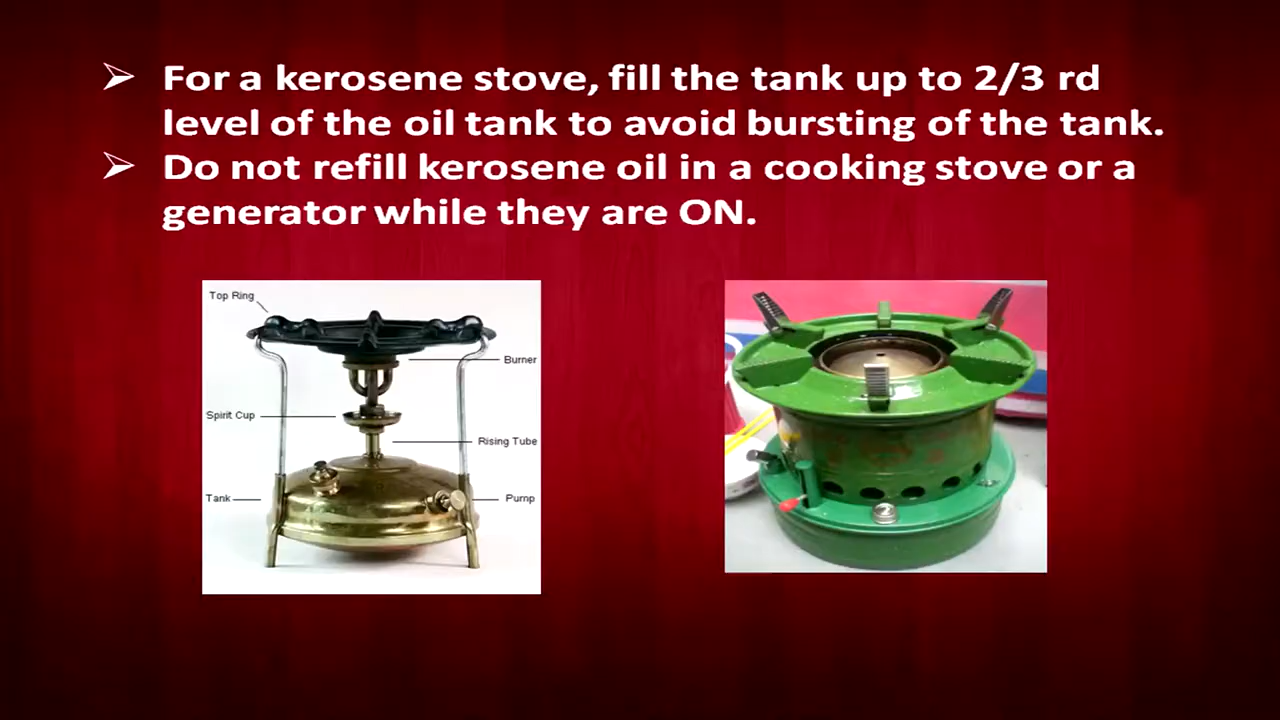 ➢ For a kerosene stove, fill the tank up to 2/3 rd
level of the oil tank to avoid bursting of the tank.
➢ Do not refill kerosene oil in a cooking stove or a
generator while they are ON.
Top Ring
Burner
Spirit Cup
Rising Tube
Tank
Pump